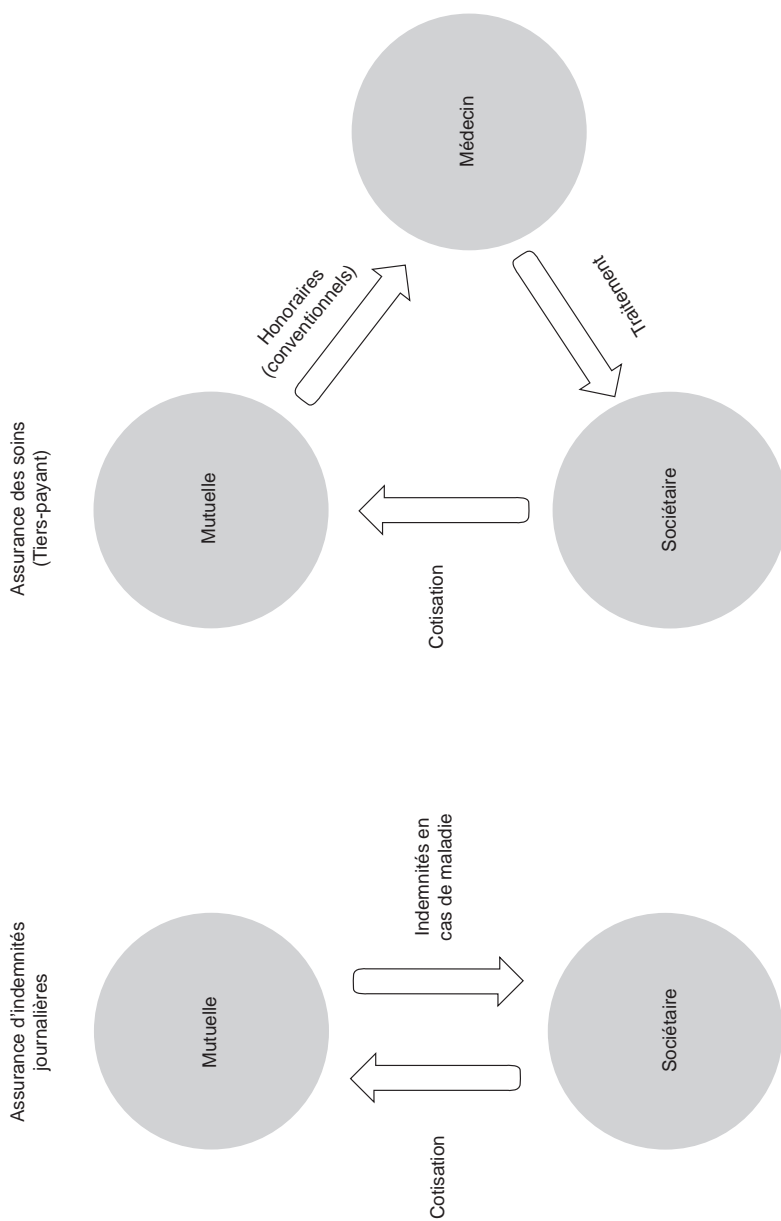 Assurance d'indemnités
journalières
Mutuelle
Cotisation
Indemnités en
cas de maladie
Sociétaire
Assurance des soins
(Tiers-payant)
Mutuelle
Honoraires
(conventionnels)
Médecin
Cotisation
Traitement
Sociétaire